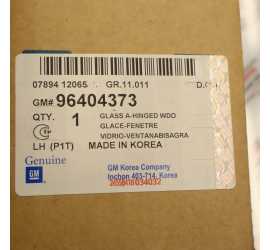 07894 12065 GR.11.011
GM# 96404373
QTY. 1 GLASS A-HINGED WDO
GLACE-FENETRE
VIDRIO-VENTANABISAGRA
LH (P1T) MADE IN KOREA
Genuine
GM
GM Korea Company
Incheon 403-714, Korea